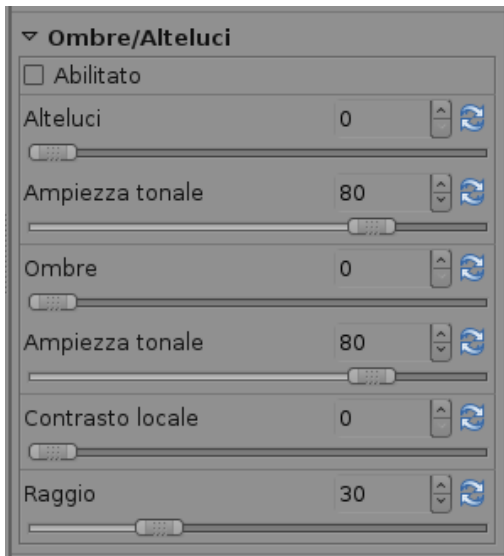 Ombre/Alteluci
Abilitato
Alteluci 0
Ampiezza tonale 80
Ombre 0
Ampiezza tonale 80
Contrasto locale 0
Raggio 30